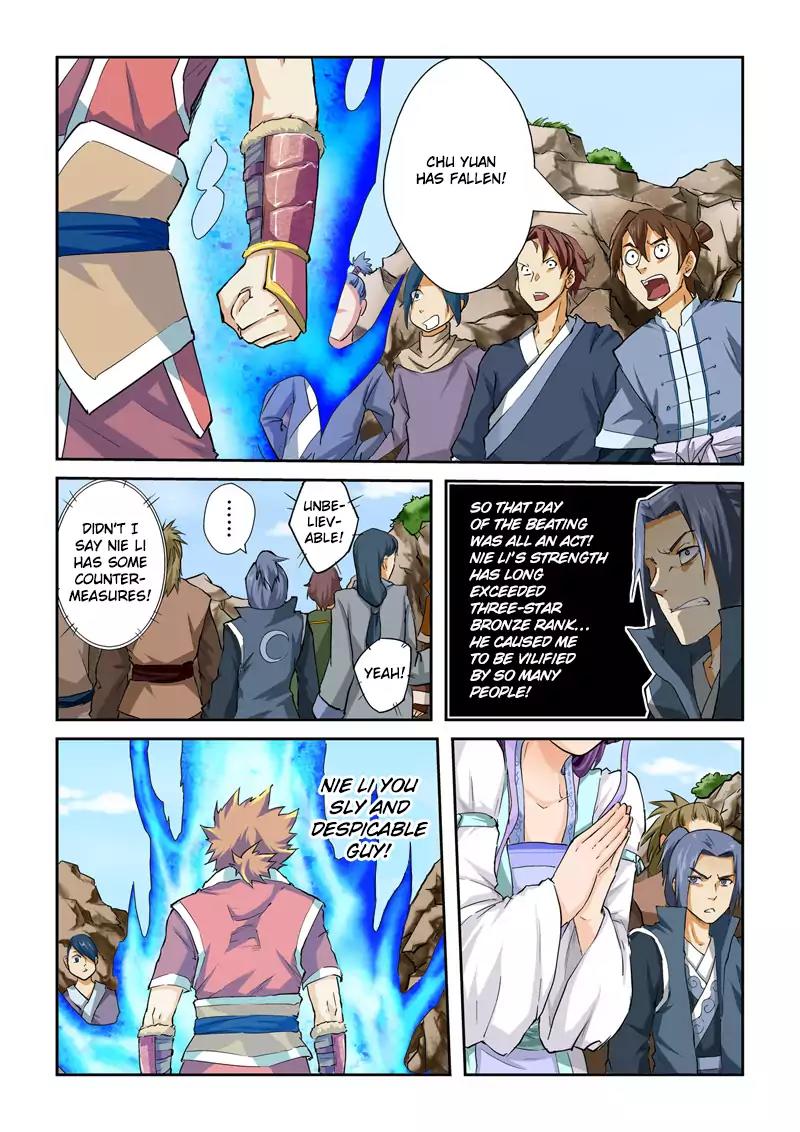 CHU YUAN
HAS FALLEN!
DIDN'T I
SAY NIE LI
HAS SOME
COUNTER-
MEASURES!
......
UNBE-
LIEV-
ABLE!
YEAH!
SO THAT DAY
OF THE BEATING
WAS ALL AN ACT!
NIE LI'S STRENGTH
HAS LONG
EXCEEDED
THREE-STAR
BRONZE RANK...
HE CAUSED ME
TO BE VILIFIED
BY SO MANY
PEOPLE!
NIE LI YOU
SLY AND
DESPICABLE
GUY!